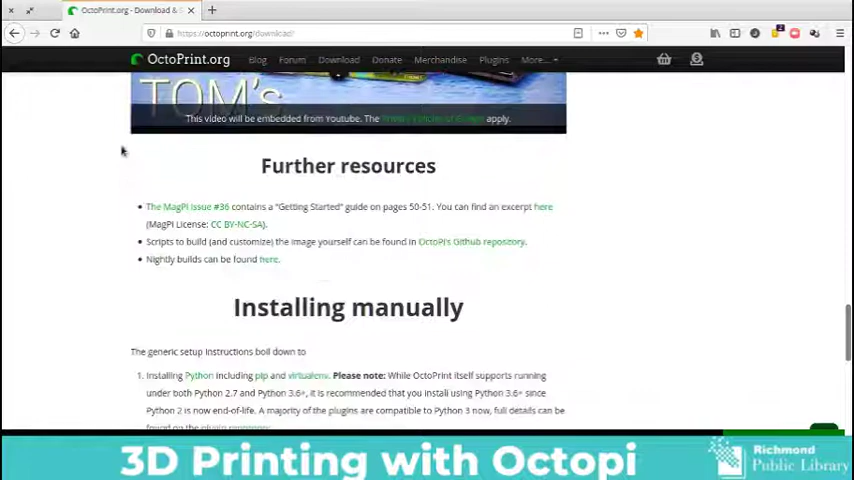 OctoPrint.org - Download & S
https://octoprint.org/download/
OctoPrint.org Blog Forum Download Donate Merchandise Plugins More...
TOM's
This video will be embedded from Youtube. The apply.
Further resources
The MagPi issue #36 contains a "Getting Started" guide on pages 50-51. You can find an excerpt here
(MagPi License: CC BY-NC-SA).
Scripts to build (and customize) the image yourself can be found in OctoPi's Github repository.
Nightly builds can be found here.
Installing manually
The generic setup instructions boil down to
1. Installing Python including pip and virtualenv. Please note: While OctoPrint itself supports running
under both Python 2.7 and Python 3.6+, it is recommended that you install using Python 3.6+ since
Python 2 is now end-of-life. A majority of the plugins are compatible to Python 3 now, full details can be
found on the plugin repository.
3D Printing with Octopi
Richmond
Public Library